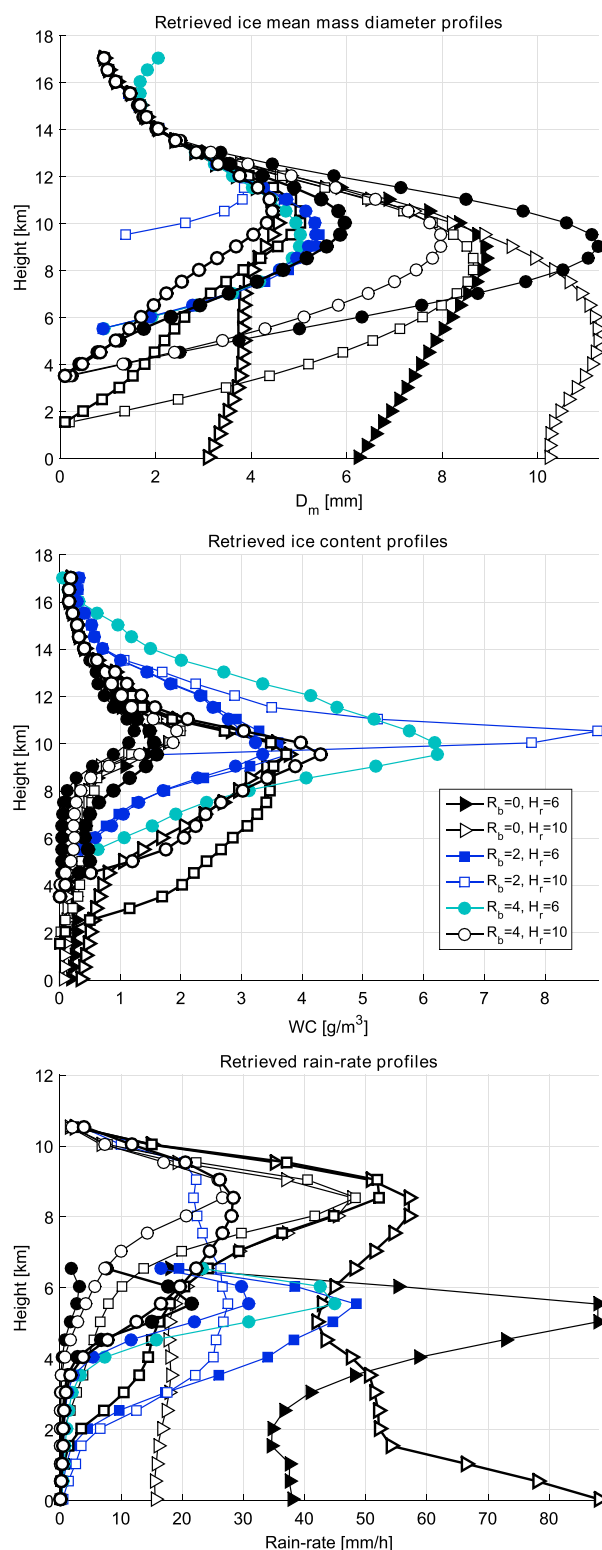 Retrieved ice mean mass diameter profiles
18
16
14
12
10
8
6
4
2
0
Height [km]
0 2 4 6 8 10
D_m [mm]
Retrieved ice content profiles
18
16
14
12
10
8
6
4
2
0
Height [km]
R_b=0, H_r=6
R_b=0, H_r=10
R_b=2, H_r=6
R_b=2, H_r=10
R_b=4, H_r=6
R_b=4, H_r=10
0 1 2 3 4 5 6 7 8
WC [g/m³]
Retrieved rain-rate profiles
12
10
8
6
4
2
0
Height [km]
0 10 20 30 40 50 60 70 80
Rain-rate [mm/h]